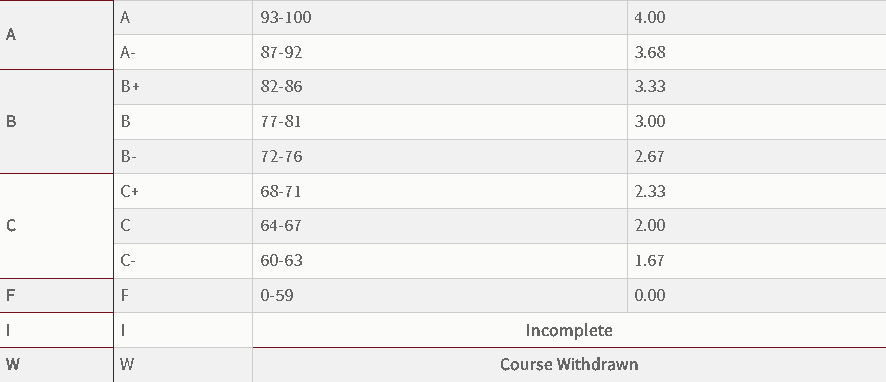 A A 93-100 4.00
A- 87-92 3.68
B+ 82-86 3.33
B B 77-81 3.00
B- 72-76 2.67
C+ 68-71 2.33
C C 64-67 2.00
C- 60-63 1.67
F F 0-59 0.00
I I Incomplete
W W Course Withdrawn